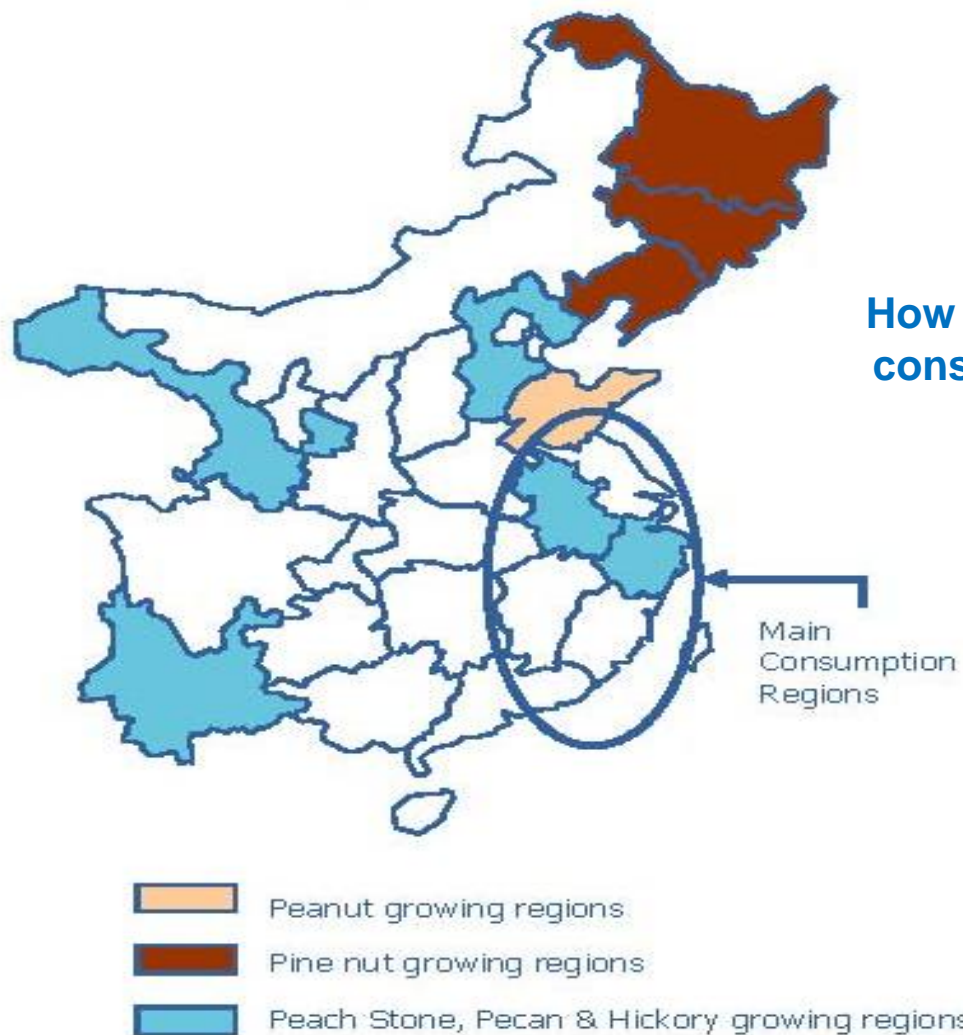 How
cons
Main
Consumption
Regions
Peanut growing regions
Pine nut growing regions
Peach Stone, Pecan & Hickory growing regions